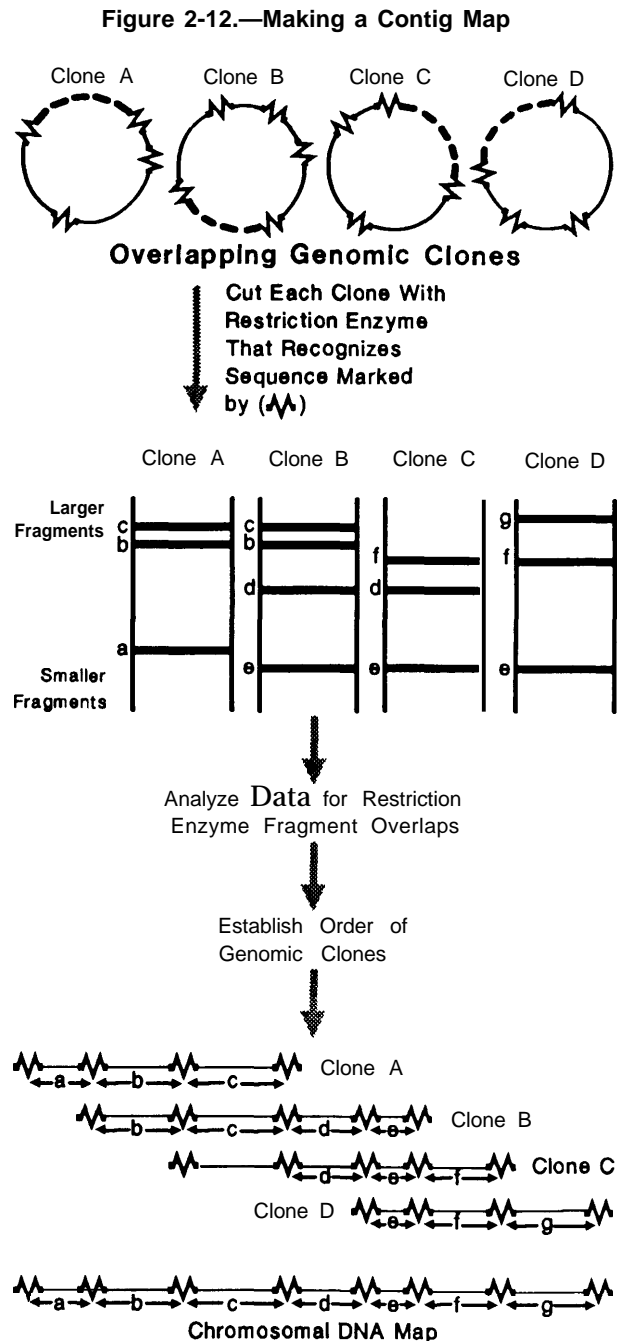 Figure 2-12.—Making a Contig Map
Clone A Clone B Clone C Clone D
Overlapping Genomic Clones
Cut Each Clone With
Restriction Enzyme
That Recognizes
Sequence Marked
by ( )
Clone A Clone B Clone C Clone D
Larger
Fragments
c c g
b b f f
d d
a
e e e
Smaller
Fragments
Analyze Data for Restriction
Enzyme Fragment Overlaps
Establish Order of
Genomic Clones
Clone A
a b c
Clone B
b c d e
Clone C
d e f
Clone D
e f g
a b c d e f g
Chromosomal DNA Map